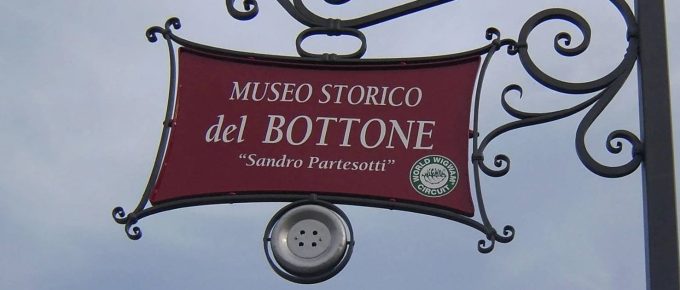 MUSEO STORICO
del BOTTONE
"Sandro Partesotti"
WORLD WIGWAM
CIRCUIT